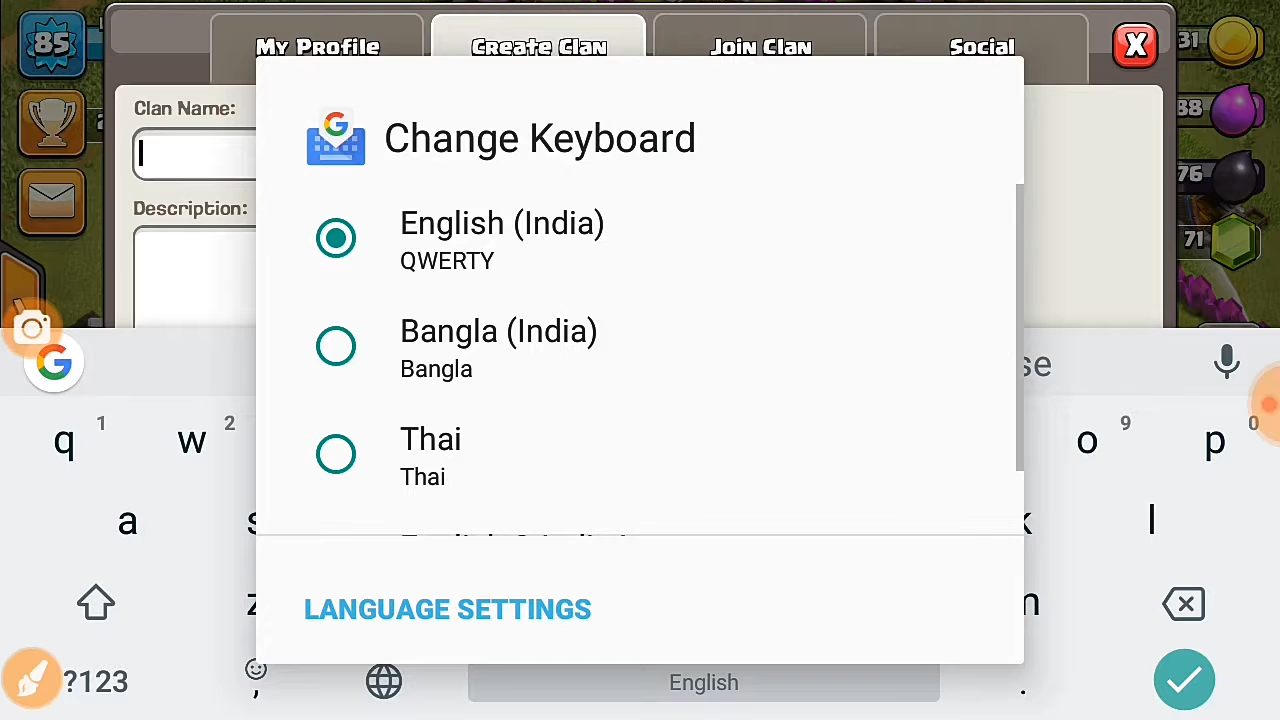 85
My Profile
Create Clan
Join Clan
Social
X
31
Clan Name:
88
Description:
76
71
Change Keyboard
English (India)
QWERTY
Bangla (India)
Bangla
Thai
Thai
LANGUAGE SETTINGS
se
q 1 w 2 o 9 p 0
a s k l
z m
?123 , English .